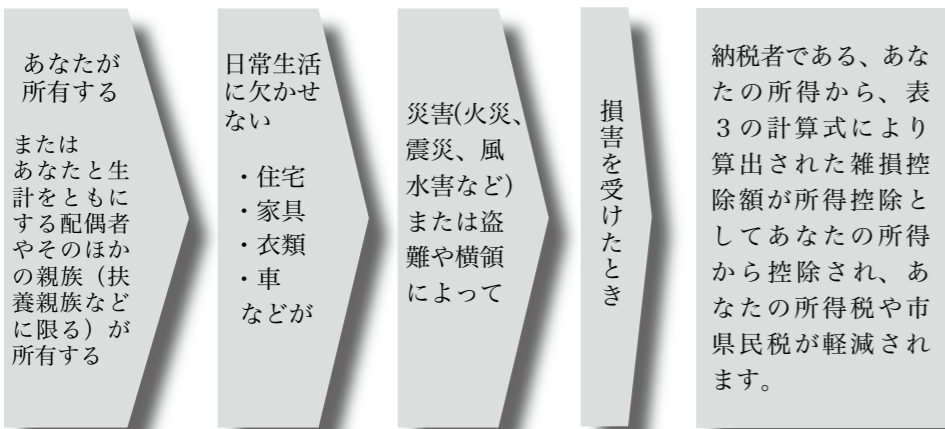 あなたが
所有する
または
あなたと生
計をともに
する配偶者
やそのほか
の親族（扶
養親族など
に限る）が
所有する
日常生活
に欠かせ
ない
・住宅
・家具
・衣類
・車
などが
災害(火災、
震災、風
水害など)
または盗
難や横領
によって
損害を受けたとき
納税者である、あな
たの所得から、表
３の計算式により
算出された雑損控
除額が所得控除と
してあなたの所得
から控除され、あ
なたの所得税や市
県民税が軽減され
ます。